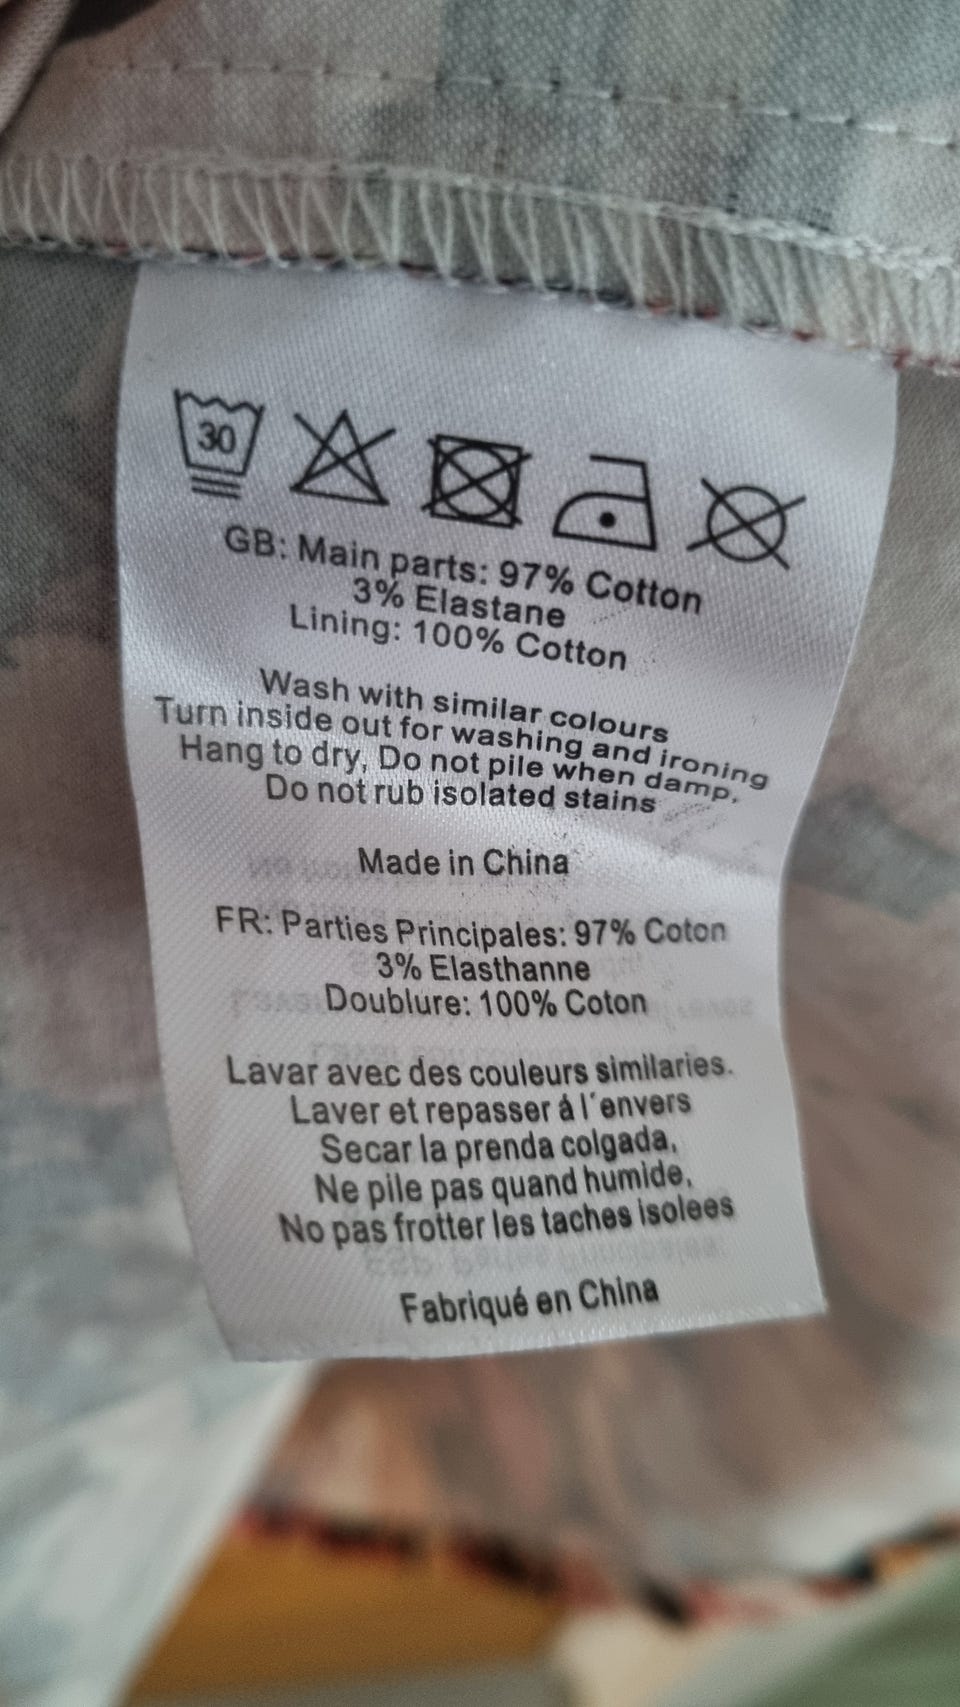 30
GB: Main parts: 97% Cotton
3% Elastane
Lining: 100% Cotton
Wash with similar colours
Turn inside out for washing and ironing
Hang to dry, Do not pile when damp,
Do not rub isolated stains
Made in China
FR: Parties Principales: 97% Coton
3% Elasthanne
Doublure: 100% Coton
Lavar avec des couleurs similaries.
Laver et repasser á l´envers
Secar la prenda colgada,
Ne pile pas quand humide,
No pas frotter les taches isolees
Fabriqué en China